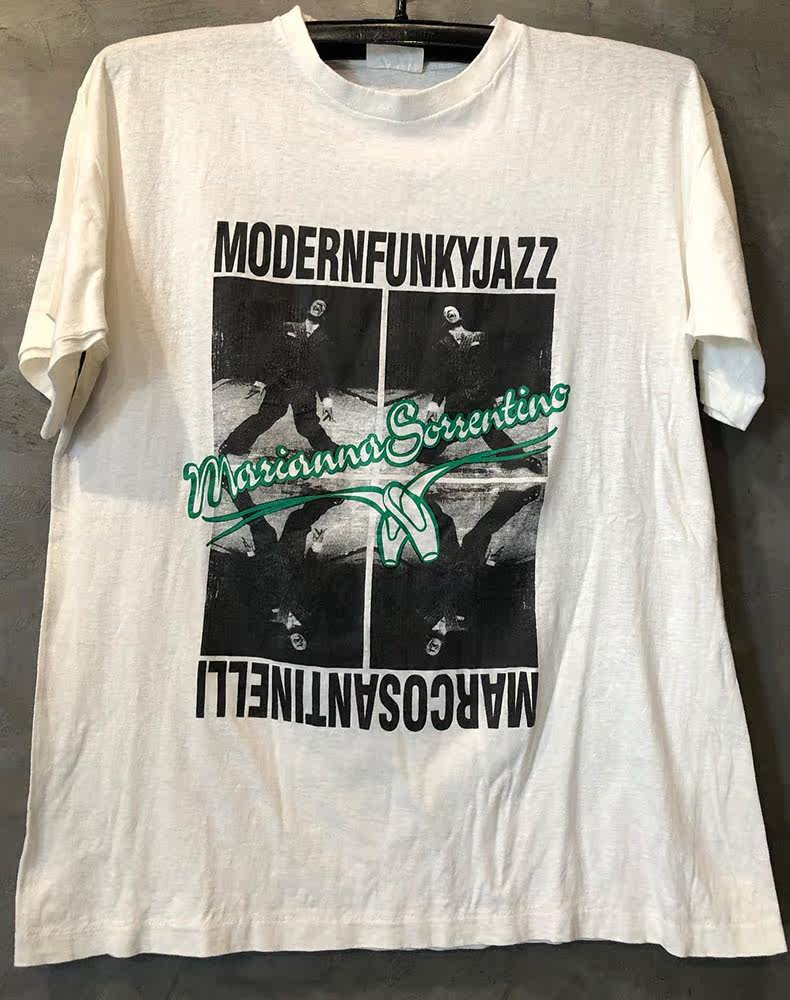 MODERNFUNKYJAZZ
Marianna Sorrentino
MARCOSANTINELLI